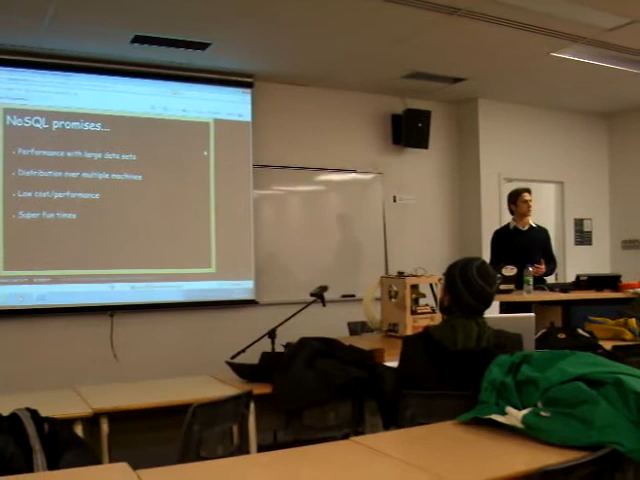 NoSQL promises...
• Performance with large data sets
• Distribution over multiple machines
• Low cost/performance
• Super fun times